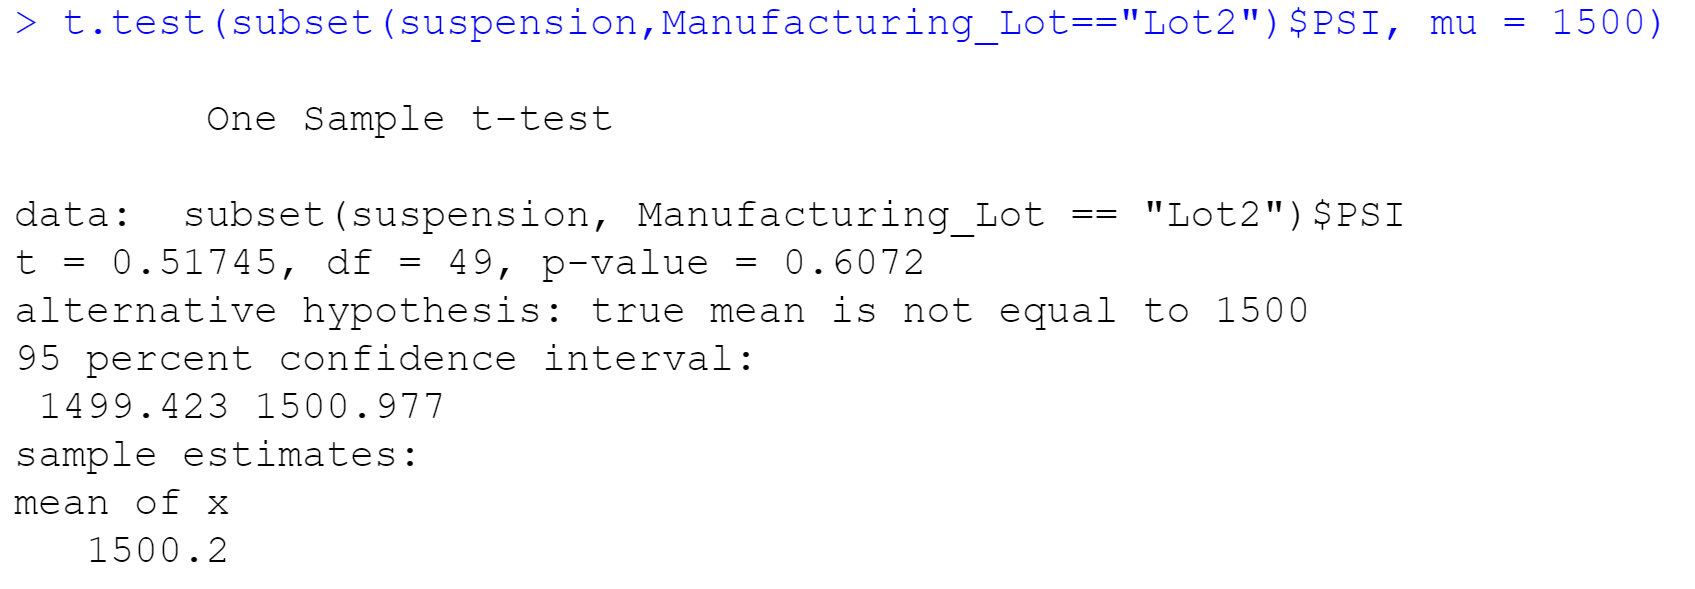 > t.test(subset(suspension,Manufacturing_Lot=="Lot2")$PSI, mu = 1500)
One Sample t-test
data:  subset(suspension, Manufacturing_Lot == "Lot2")$PSI
t = 0.51745, df = 49, p-value = 0.6072
alternative hypothesis: true mean is not equal to 1500
95 percent confidence interval:
1499.423 1500.977
sample estimates:
mean of x
1500.2